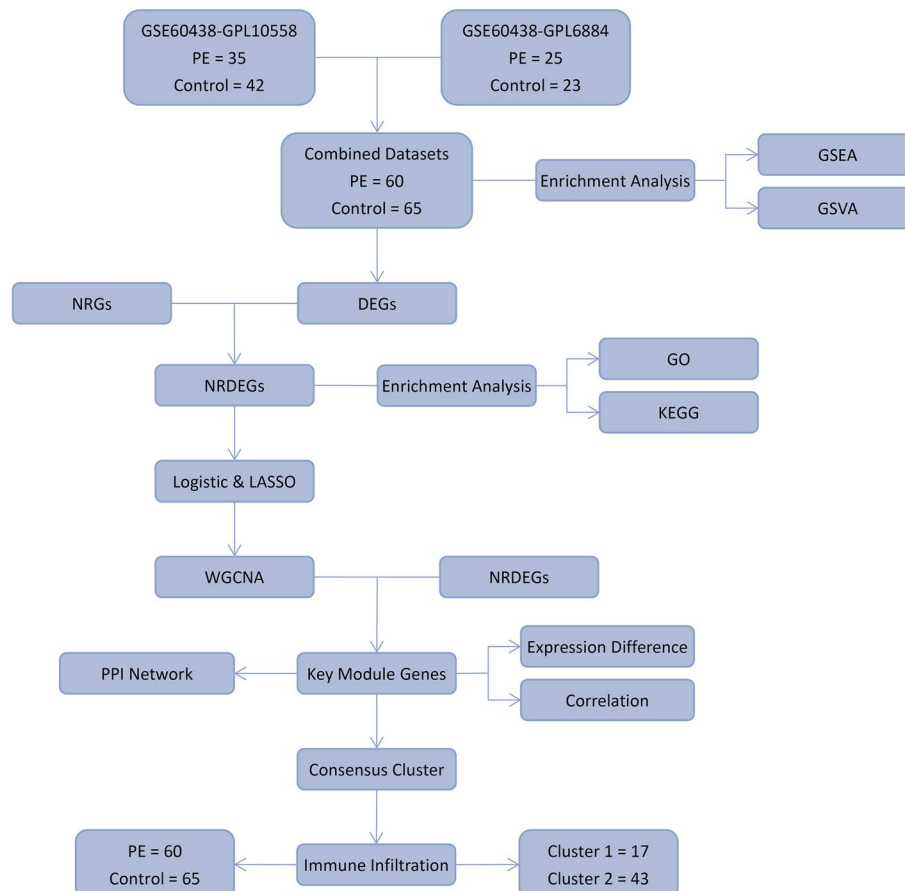 GSE60438-GPL10558
PE = 35
Control = 42
GSE60438-GPL6884
PE = 25
Control = 23
Combined Datasets
PE = 60
Control = 65
Enrichment Analysis
GSEA
GSVA
NRGs
DEGs
NRDEGs
Enrichment Analysis
GO
KEGG
Logistic & LASSO
WGCNA
NRDEGs
PPI Network
Key Module Genes
Expression Difference
Correlation
Consensus Cluster
PE = 60
Control = 65
Immune Infiltration
Cluster 1 = 17
Cluster 2 = 43